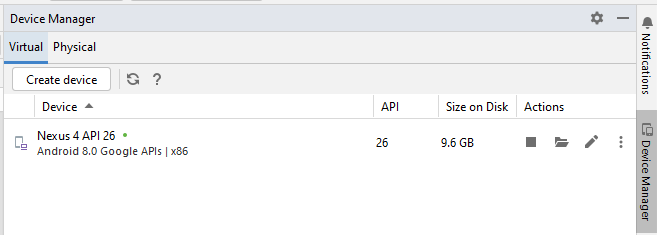 Device Manager
Virtual Physical
Create device ?
Device API Size on Disk Actions
Nexus 4 API 26
Android 8.0 Google APIs | x86
26 9.6 GB
Notifications
Device Manager